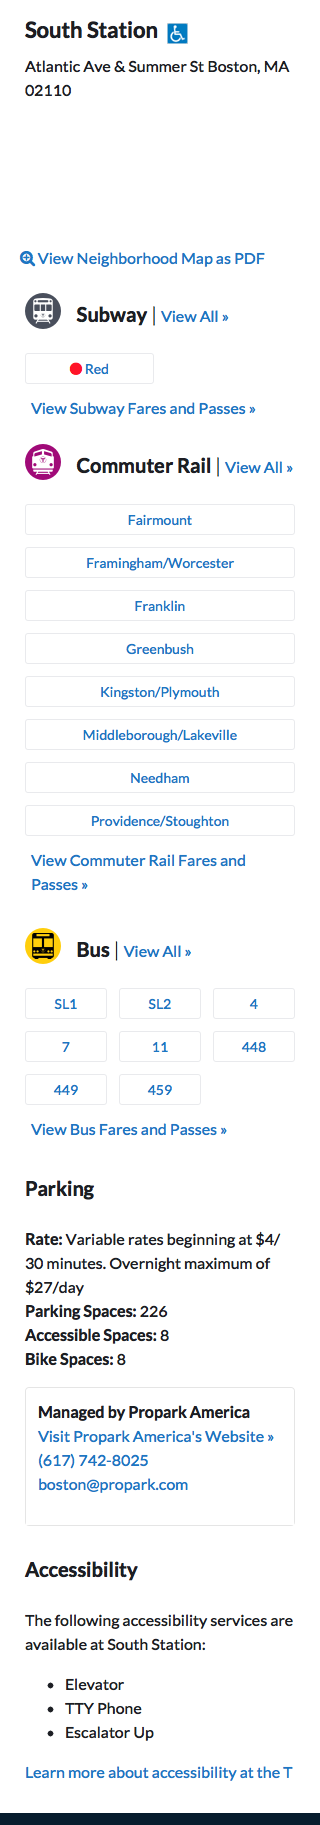 South Station
Atlantic Ave & Summer St Boston, MA
02110
View Neighborhood Map as PDF
Subway | View All »
Red
View Subway Fares and Passes »
Commuter Rail | View All »
Fairmount
Framingham/Worcester
Franklin
Greenbush
Kingston/Plymouth
Middleborough/Lakeville
Needham
Providence/Stoughton
View Commuter Rail Fares and
Passes »
Bus | View All »
SL1 SL2 4
7 11 448
449 459
View Bus Fares and Passes »
Parking
Rate: Variable rates beginning at $4/
30 minutes. Overnight maximum of
$27/day
Parking Spaces: 226
Accessible Spaces: 8
Bike Spaces: 8
Managed by Propark America
Visit Propark America's Website »
(617) 742-8025
boston@propark.com
Accessibility
The following accessibility services are
available at South Station:
• Elevator
• TTY Phone
• Escalator Up
Learn more about accessibility at the T